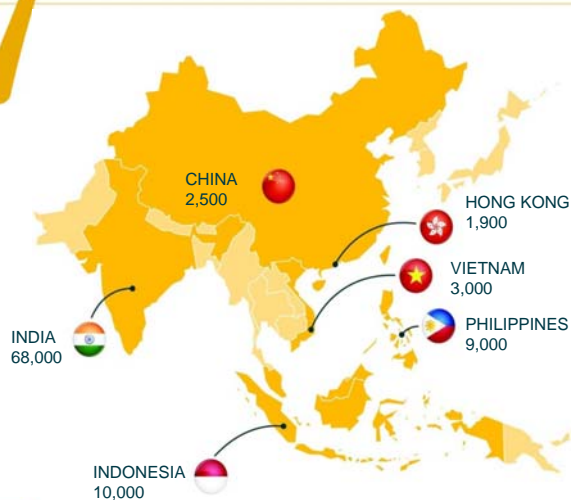 CHINA
2,500
HONG KONG
1,900
VIETNAM
3,000
PHILIPPINES
9,000
INDIA
68,000
INDONESIA
10,000